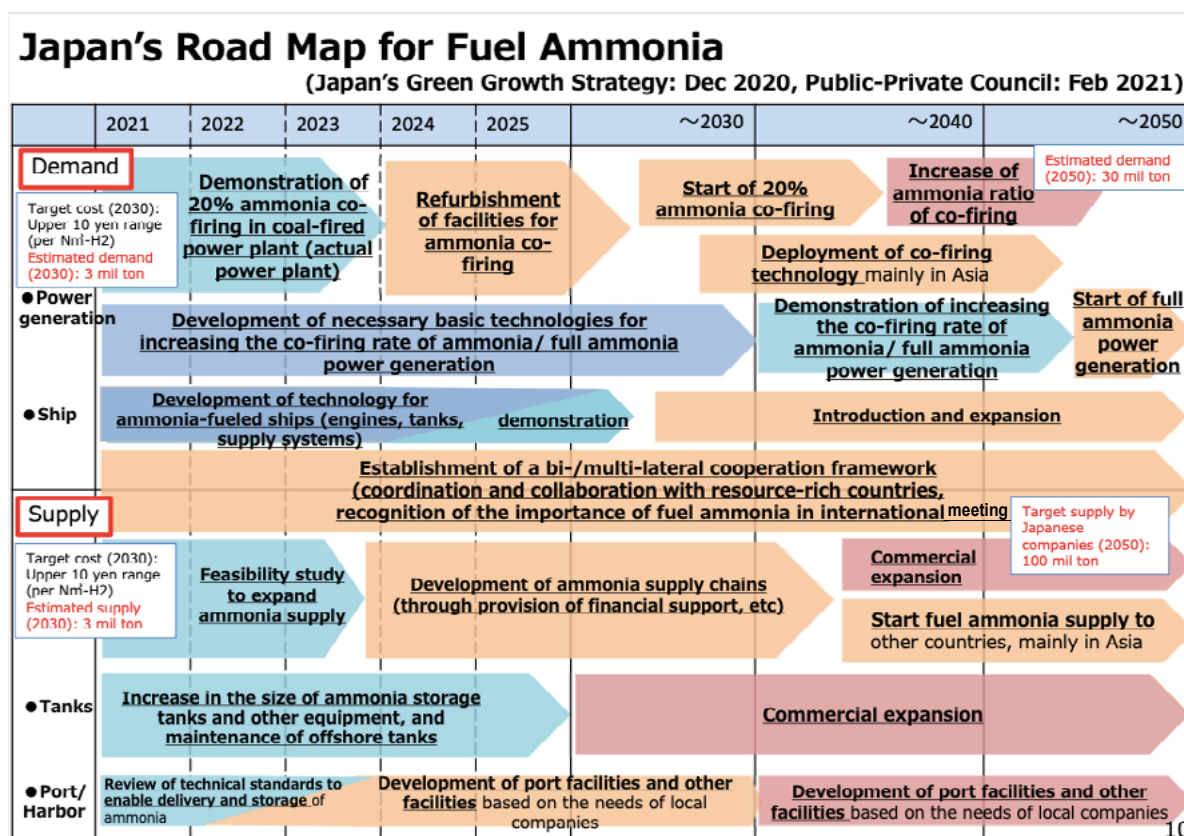 Japan's Road Map for Fuel Ammonia
(Japan's Green Growth Strategy: Dec 2020, Public-Private Council: Feb 2021)
2021 2022 2023 2024 2025 ～2030 ～2040 ～2050
Demand
Target cost (2030):
Upper 10 yen range
(per Nm³-H2)
Estimated demand
(2030): 3 mil ton
Demonstration of
20% ammonia co-
firing in coal-fired
power plant (actual
power plant)
Refurbishment
of facilities for
ammonia co-
firing
Start of 20%
ammonia co-firing
Increase of
ammonia ratio
of co-firing
Estimated demand
(2050): 30 mil ton
Deployment of co-firing
technology mainly in Asia
●Power
generation
Development of necessary basic technologies for
increasing the co-firing rate of ammonia/ full ammonia
power generation
Demonstration of increasing
the co-firing rate of
ammonia/ full ammonia
power generation
Start of full
ammonia
power
generation
●Ship
Development of technology for
ammonia-fueled ships (engines, tanks,
supply systems)
demonstration
Introduction and expansion
Establishment of a bi-/multi-lateral cooperation framework
(coordination and collaboration with resource-rich countries,
recognition of the importance of fuel ammonia in international meeting
Supply
Target cost (2030):
Upper 10 yen range
(per Nm³-H2)
Estimated supply
(2030): 3 mil ton
Feasibility study
to expand
ammonia supply
Development of ammonia supply chains
(through provision of financial support, etc)
Commercial
expansion
Target supply by
Japanese
companies (2050):
100 mil ton
Start fuel ammonia supply to
other countries, mainly in Asia
●Tanks
Increase in the size of ammonia storage
tanks and other equipment, and
maintenance of offshore tanks
Commercial expansion
●Port/
Harbor
Review of technical standards to
enable delivery and storage of
ammonia
Development of port facilities and other
facilities based on the needs of local
companies
Development of port facilities and other
facilities based on the needs of local companies
10